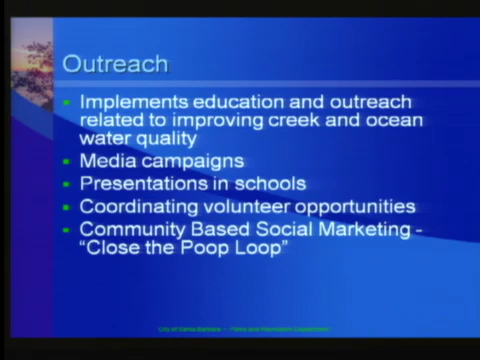 Outreach
Implements education and outreach
related to improving creek and ocean
water quality
Media campaigns
Presentations in schools
Coordinating volunteer opportunities
Community Based Social Marketing -
“Close the Poop Loop”
City of Santa Barbara - Parks and Recreation Department